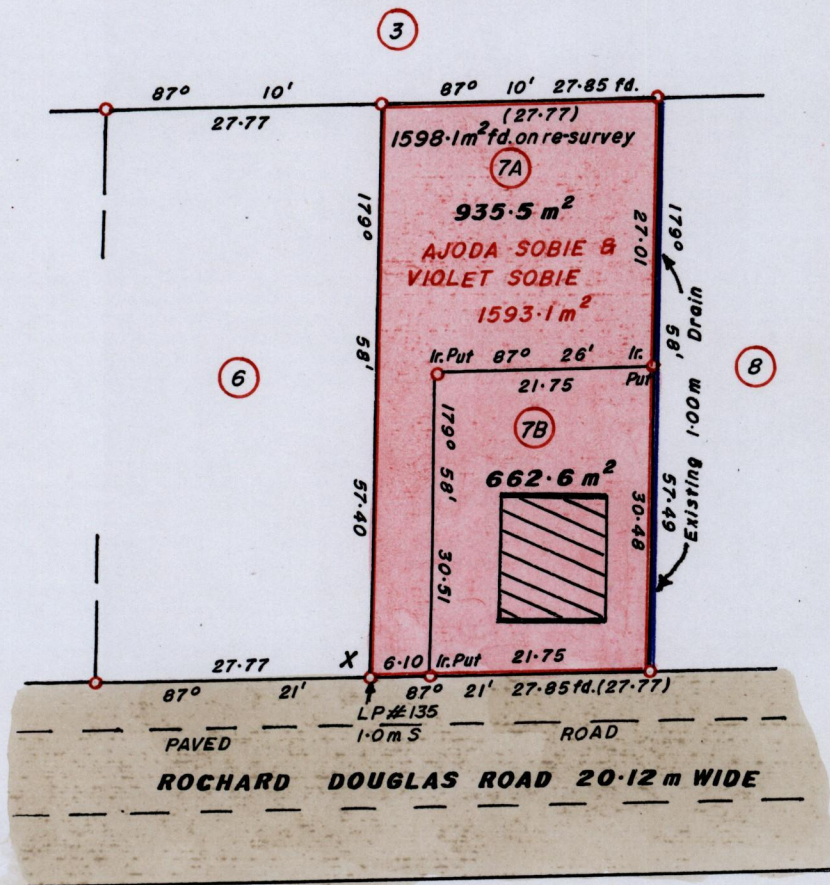 3
87° 10' 87° 10' 27·85 fd.
27·77 (27·77)
1598·1m² fd. on re-survey
7A
935·5 m²
AJODA SOBIE &
VIOLET SOBIE
1593·1 m²
179° 58' 57·40
27·01
179° 58' 57·49
Existing 1·00m Drain
6
8
Ir. Put 87° 26' Ir. Put
21·75
7B
179° 58' 30·51
662·6 m²
30·48
27·77 X 6·10 Ir. Put 21·75
87° 21' 87° 21' 27·85 fd. (27·77)
LP #135
1·0m S
PAVED ROAD
ROCHARD DOUGLAS ROAD 20·12 m WIDE